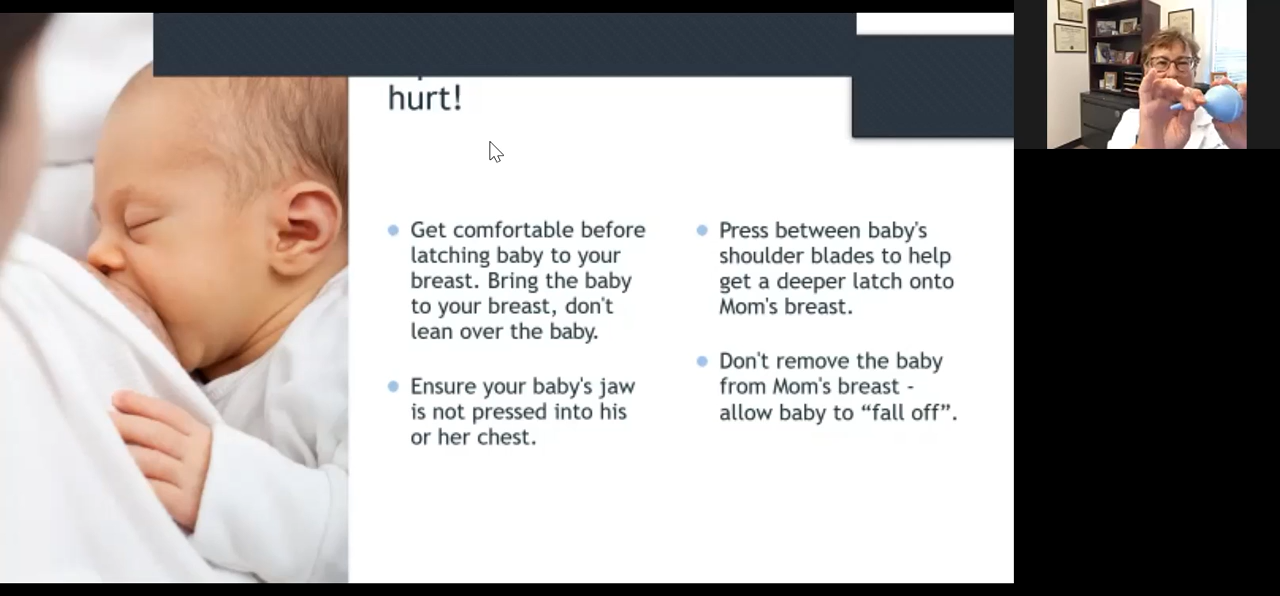 hurt!
Get comfortable before
latching baby to your
breast. Bring the baby
to your breast, don't
lean over the baby.
Ensure your baby's jaw
is not pressed into his
or her chest.
Press between baby's
shoulder blades to help
get a deeper latch onto
Mom's breast.
Don't remove the baby
from Mom's breast -
allow baby to “fall off”.